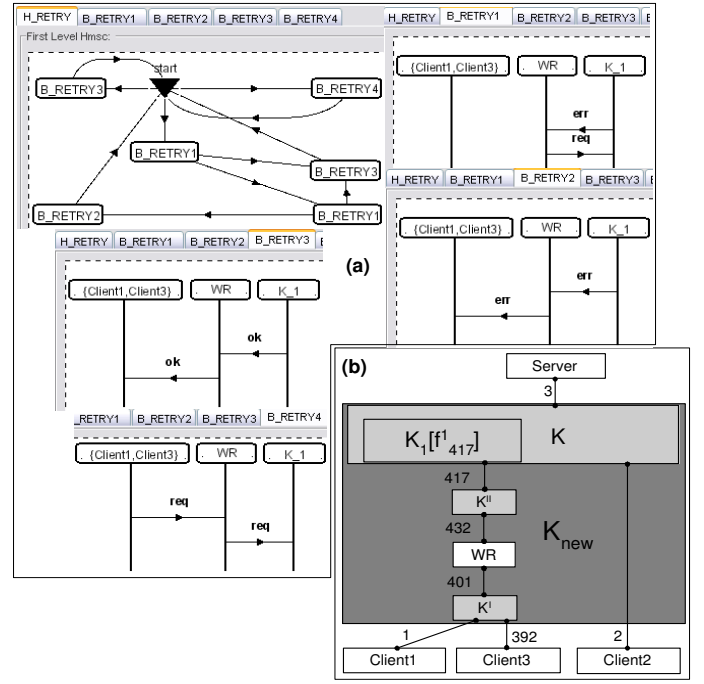 H_RETRY B_RETRY1 B_RETRY2 B_RETRY3 B_RETRY4
First Level Hmsc:
start
B_RETRY3
B_RETRY4
B_RETRY1
B_RETRY3
B_RETRY2
B_RETRY1
H_RETRY B_RETRY1 B_RETRY2 B_RETRY3
{Client1,Client3} WR K_1
err
req
H_RETRY B_RETRY1 B_RETRY2 B_RETRY3
{Client1,Client3} WR K_1
err
err
H_RETRY B_RETRY1 B_RETRY2 B_RETRY3
(a)
{Client1,Client3} WR K_1
ok
ok
_RETRY1 B_RETRY2 B_RETRY3 B_RETRY4
{Client1,Client3} WR K_1
req
req
(b)
Server
3
K₁[f¹₄₁₇] K
417
Kᴵᴵ
432
K_new
WR
401
Kᴵ
1 392 2
Client1 Client3 Client2